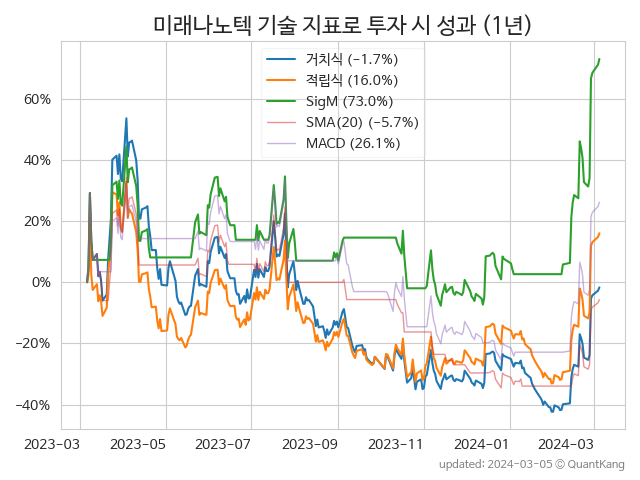 미래나노텍 기술 지표로 투자 시 성과 (1년)
거치식 (−1.7%)
적립식 (16.0%)
SigM (73.0%)
SMA(20) (−5.7%)
MACD (26.1%)
60%
40%
20%
0%
−20%
−40%
2023-03 2023-05 2023-07 2023-09 2023-11 2024-01 2024-03
updated: 2024-03-05 © QuantKang